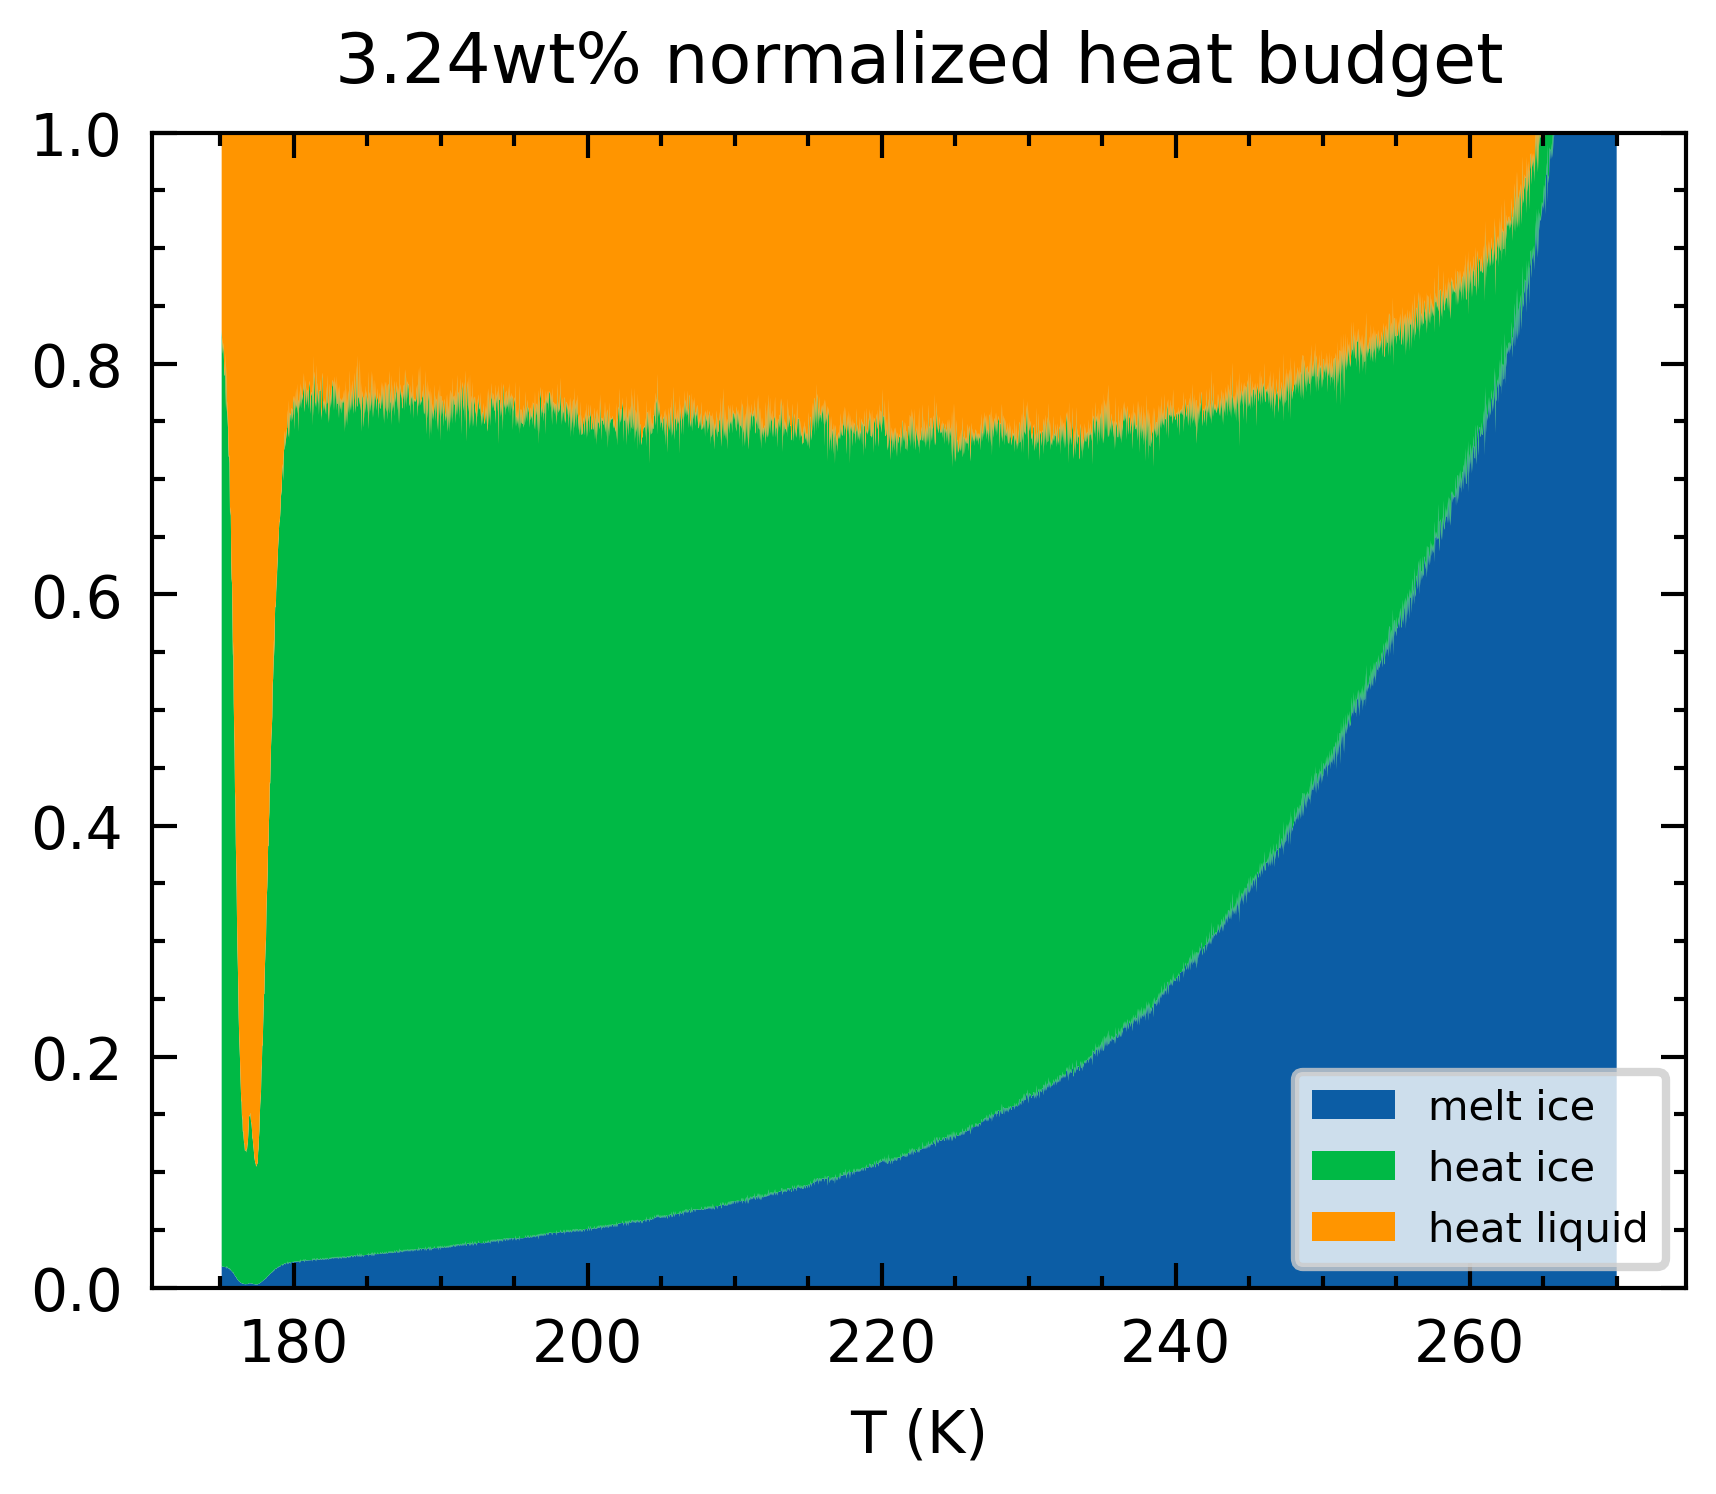 3.24wt% normalized heat budget
1.0
0.8
0.6
0.4
0.2
0.0
melt ice
heat ice
heat liquid
180 200 220 240 260
T (K)